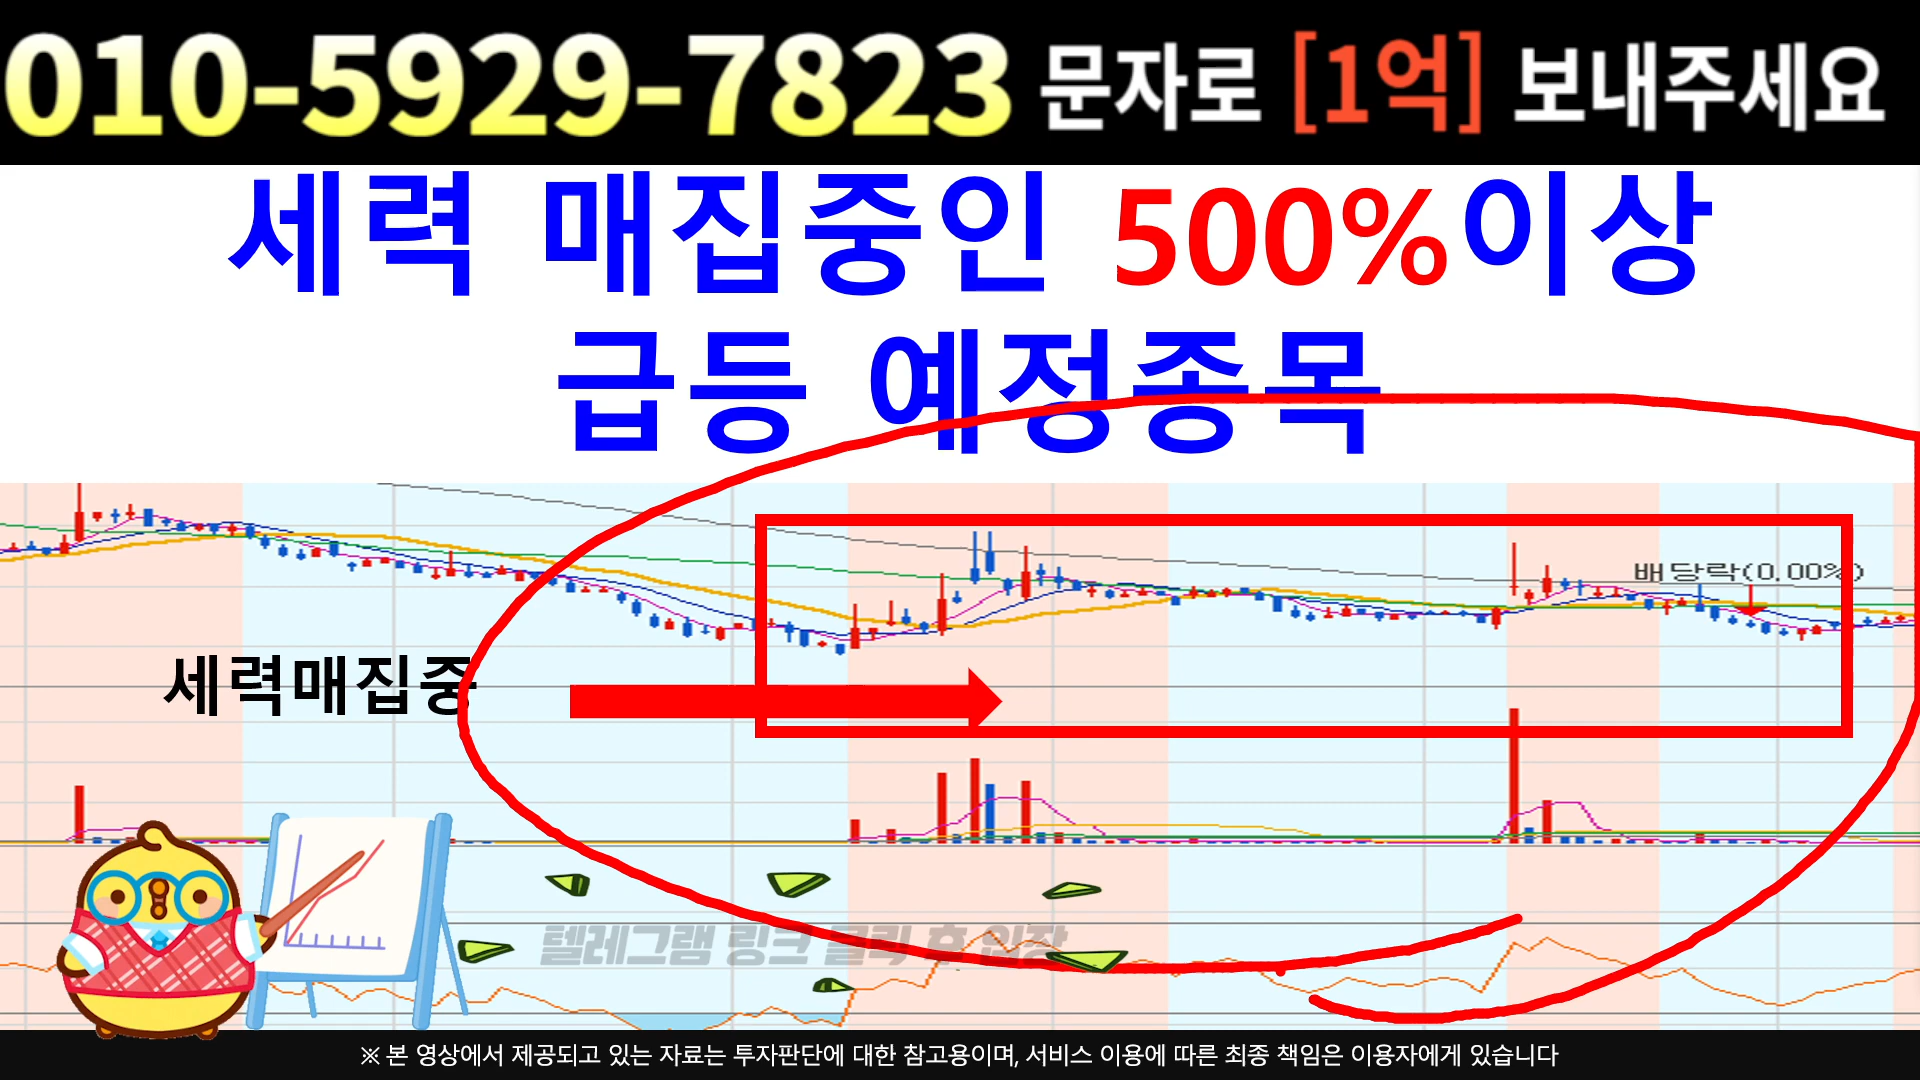 010-5929-7823 문자로 [1억] 보내주세요
세력 매집중인 500%이상
급등 예정종목
배당락(0.00%)
세력매집중
텔레그램 링크 클릭 후 입장
※ 본 영상에서 제공되고 있는 자료는 투자판단에 대한 참고용이며, 서비스 이용에 따른 최종 책임은 이용자에게 있습니다